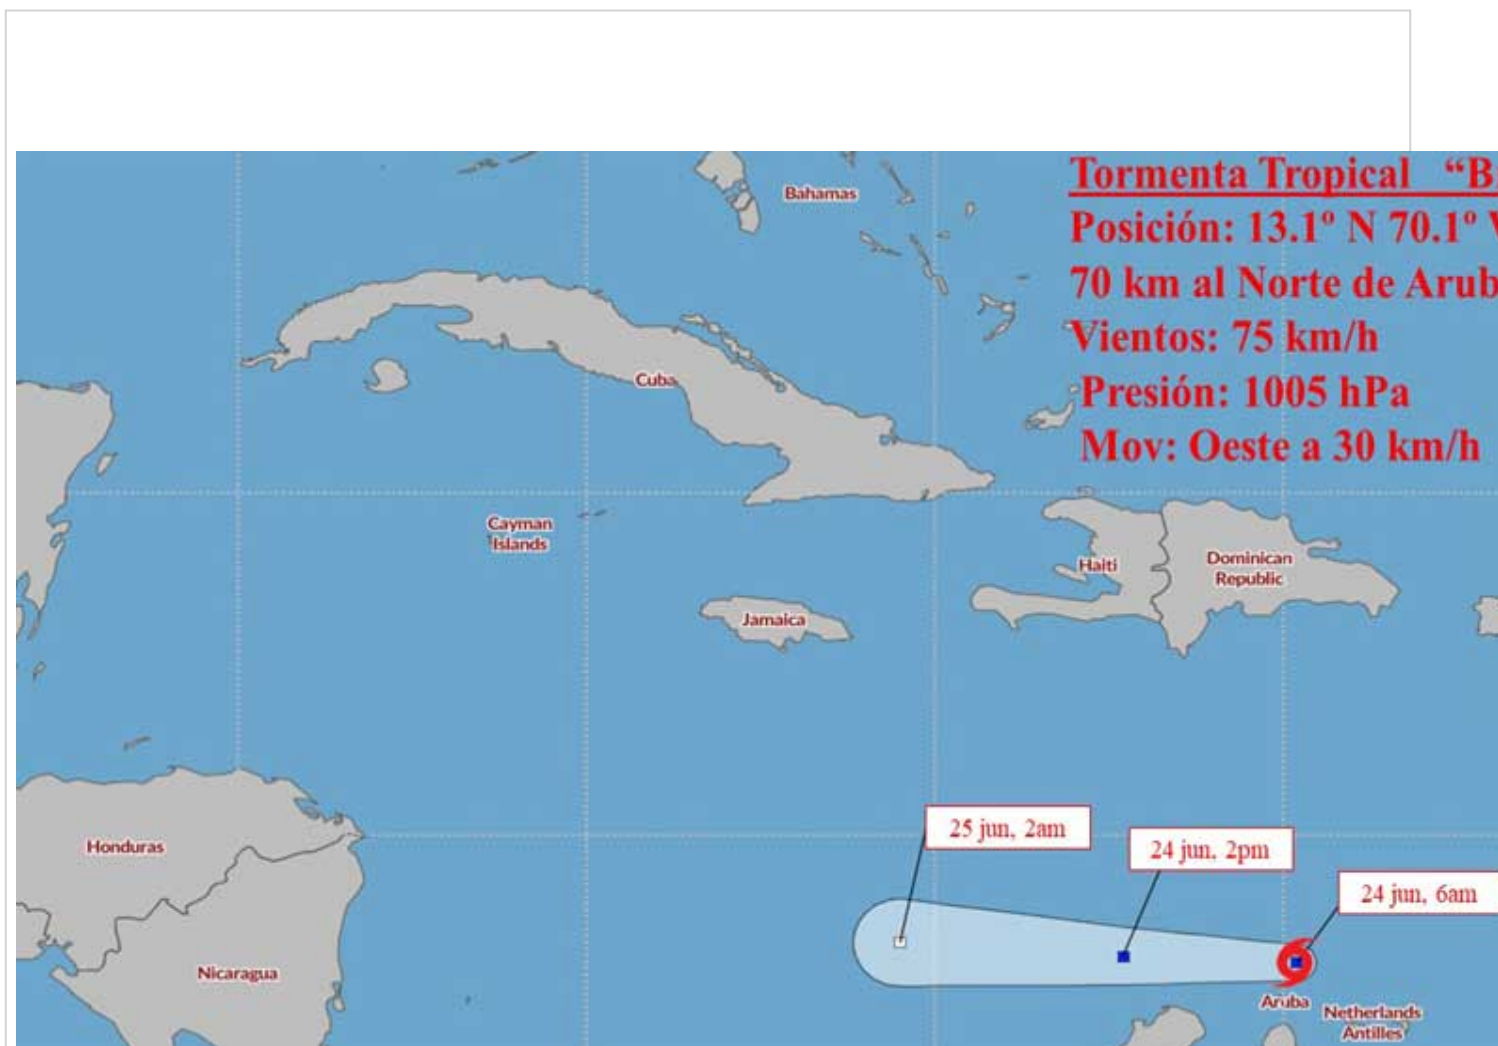 Bahamas
Tormenta Tropical “B
Posición: 13.1º N 70.1º
70 km al Norte de Arub
Vientos: 75 km/h
Presión: 1005 hPa
Mov: Oeste a 30 km/h
Cuba
Cayman
Islands
Haiti
Dominican
Republic
Jamaica
25 jun, 2am
24 jun, 2pm
24 jun, 6am
Honduras
Nicaragua
Aruba
Netherlands
Antilles